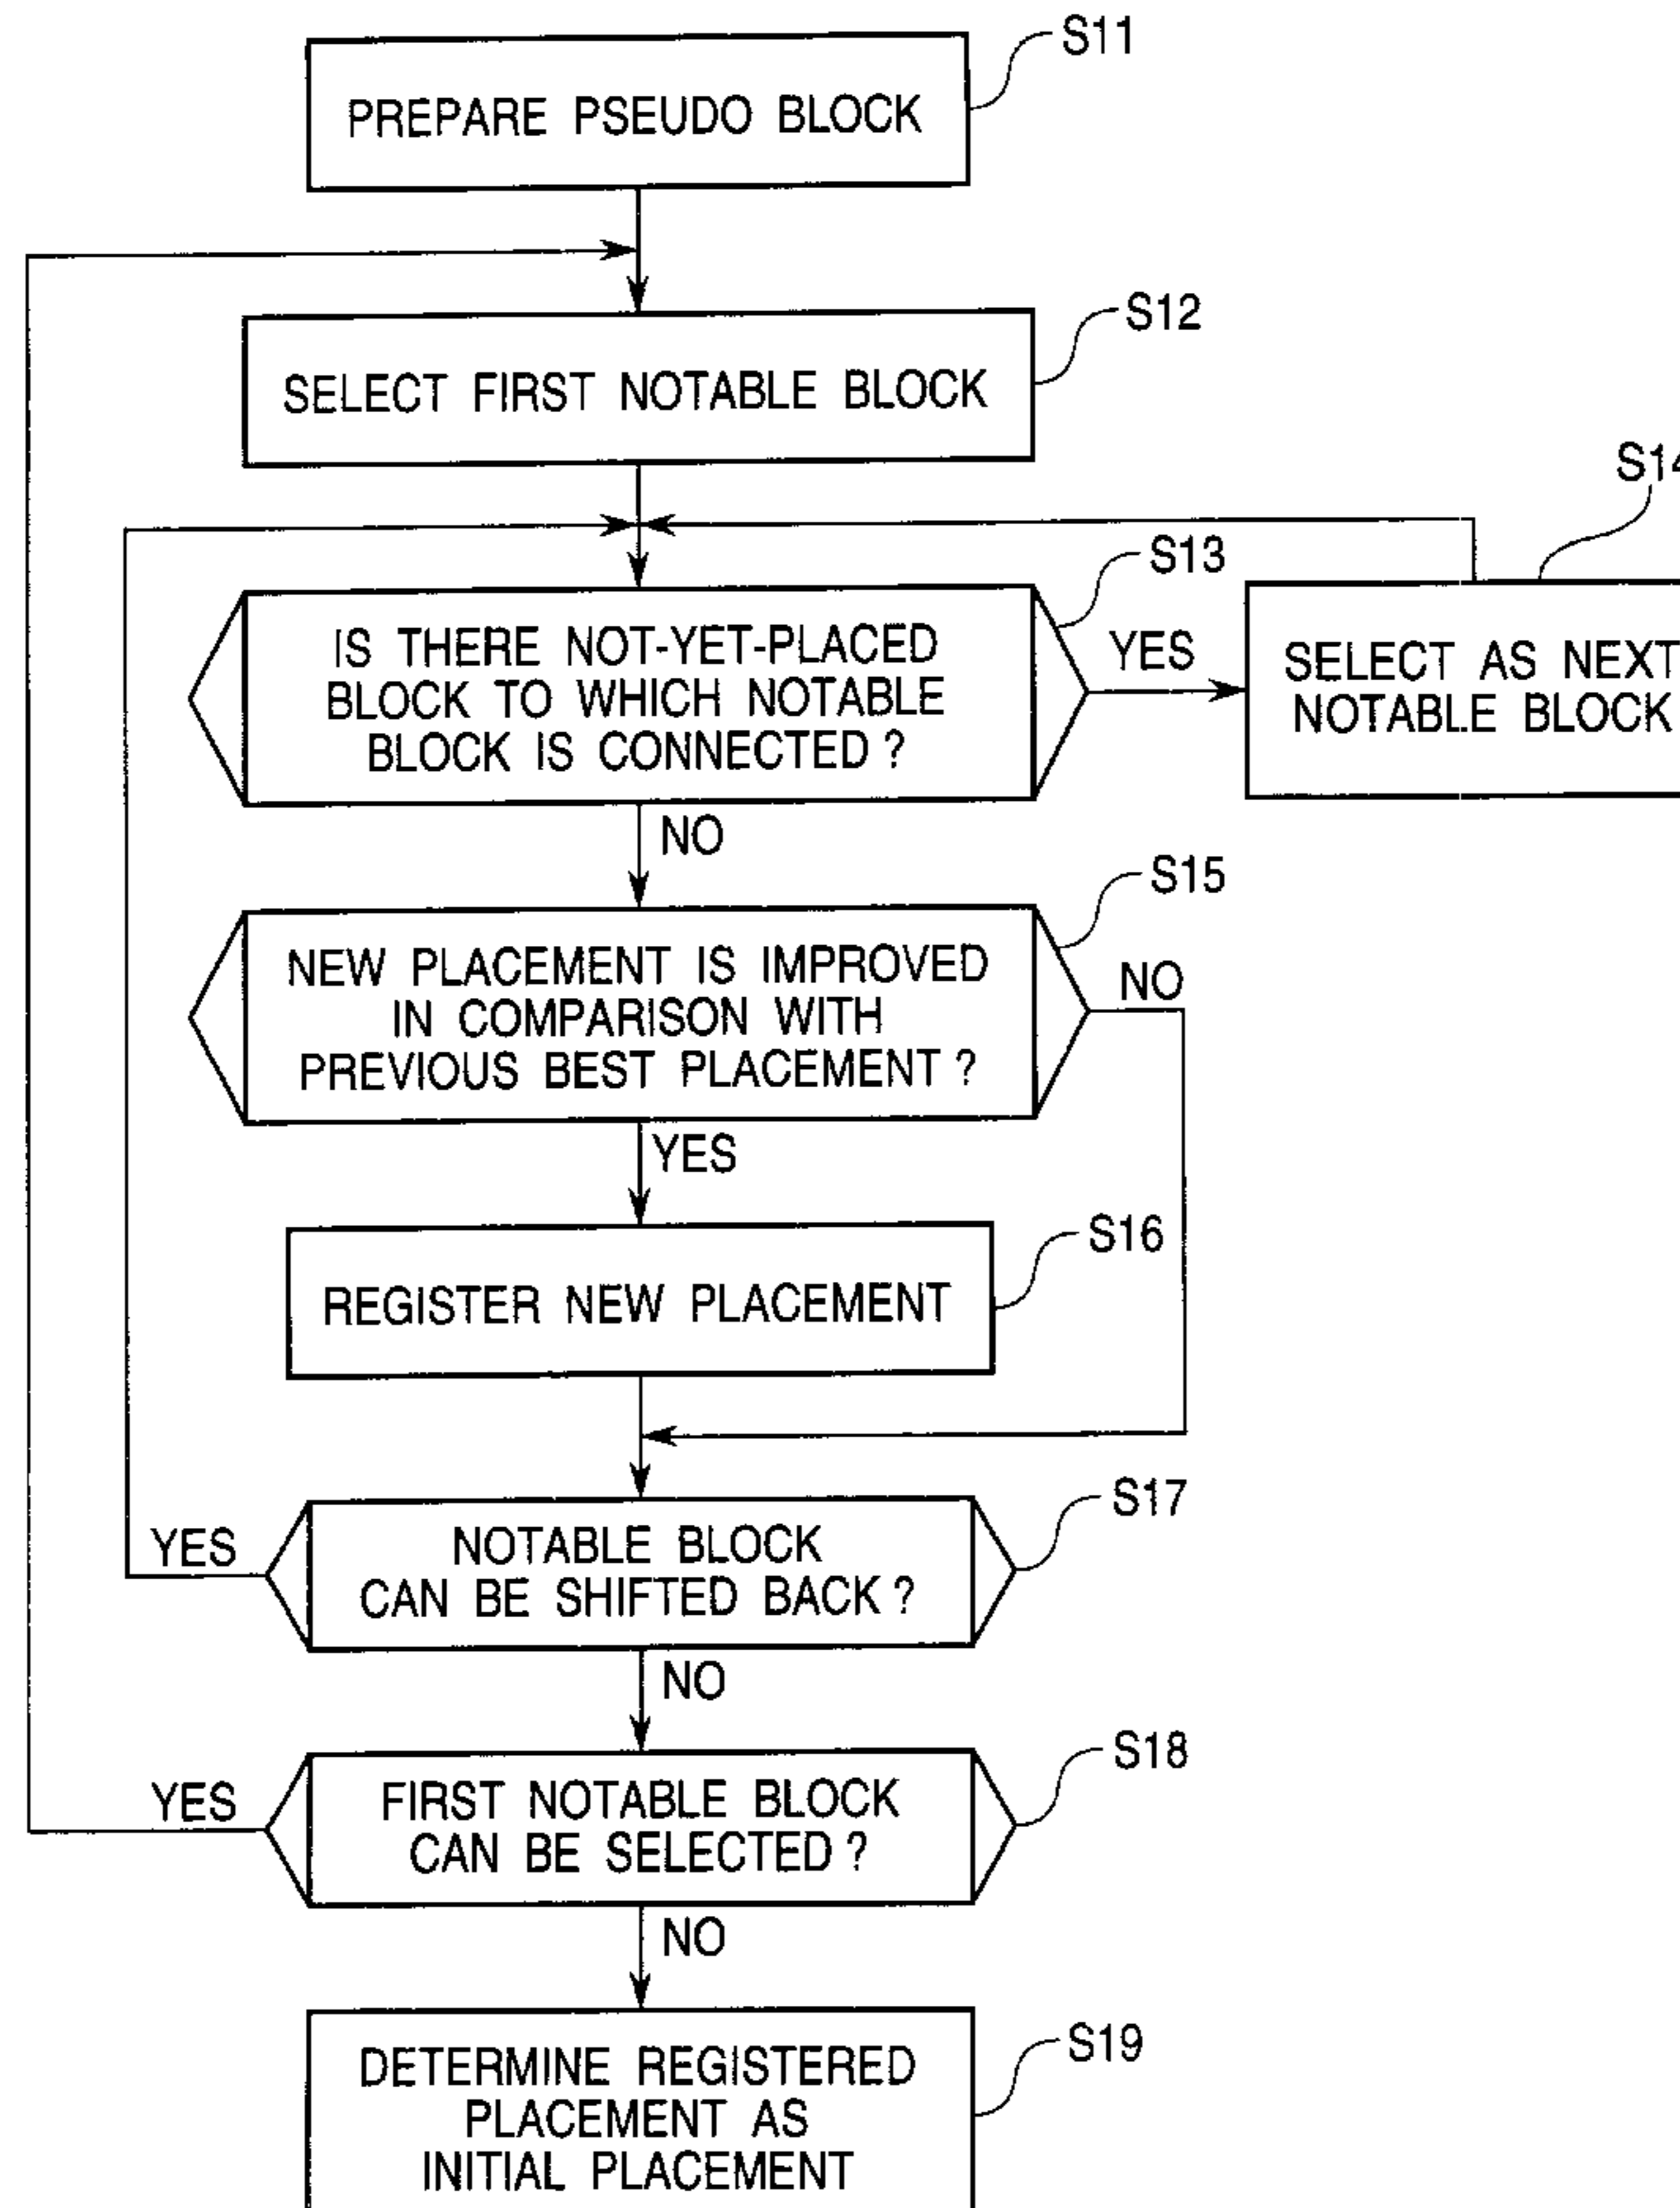 S11
PREPARE PSEUDO BLOCK
S12
SELECT FIRST NOTABLE BLOCK
S14
S13
IS THERE NOT-YET-PLACED
BLOCK TO WHICH NOTABLE
BLOCK IS CONNECTED ?
YES
SELECT AS NEXT
NOTABLE BLOCK
NO
S15
NEW PLACEMENT IS IMPROVED
IN COMPARISON WITH
PREVIOUS BEST PLACEMENT ?
NO
YES
S16
REGISTER NEW PLACEMENT
S17
NOTABLE BLOCK
CAN BE SHIFTED BACK ?
YES
NO
S18
FIRST NOTABLE BLOCK
CAN BE SELECTED ?
YES
NO
S19
DETERMINE REGISTERED
PLACEMENT AS
INITIAL PLACEMENT